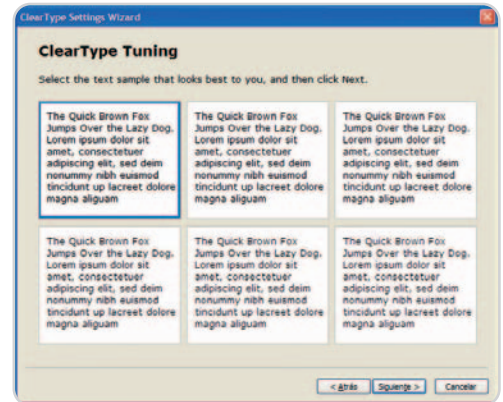 ClearType Settings Wizard
ClearType Tuning
Select the text sample that looks best to you, and then click Next.
The Quick Brown Fox
Jumps Over the Lazy Dog.
Lorem ipsum dolor sit
amet, consectetuer
adipiscing elit, sed deim
nonummy nibh euismod
tincidunt up lacreet dolore
magna aliguam
The Quick Brown Fox
Jumps Over the Lazy Dog.
Lorem ipsum dolor sit
amet, consectetuer
adipiscing elit, sed deim
nonummy nibh euismod
tincidunt up lacreet dolore
magna aliguam
The Quick Brown Fox
Jumps Over the Lazy Dog.
Lorem ipsum dolor sit
amet, consectetuer
adipiscing elit, sed deim
nonummy nibh euismod
tincidunt up lacreet dolore
magna aliguam
The Quick Brown Fox
Jumps Over the Lazy Dog.
Lorem ipsum dolor sit
amet, consectetuer
adipiscing elit, sed deim
nonummy nibh euismod
tincidunt up lacreet dolore
magna aliguam
The Quick Brown Fox
Jumps Over the Lazy Dog.
Lorem ipsum dolor sit
amet, consectetuer
adipiscing elit, sed deim
nonummy nibh euismod
tincidunt up lacreet dolore
magna aliguam
The Quick Brown Fox
Jumps Over the Lazy Dog.
Lorem ipsum dolor sit
amet, consectetuer
adipiscing elit, sed deim
nonummy nibh euismod
tincidunt up lacreet dolore
magna aliguam
< Atrás Siguiente > Cancelar